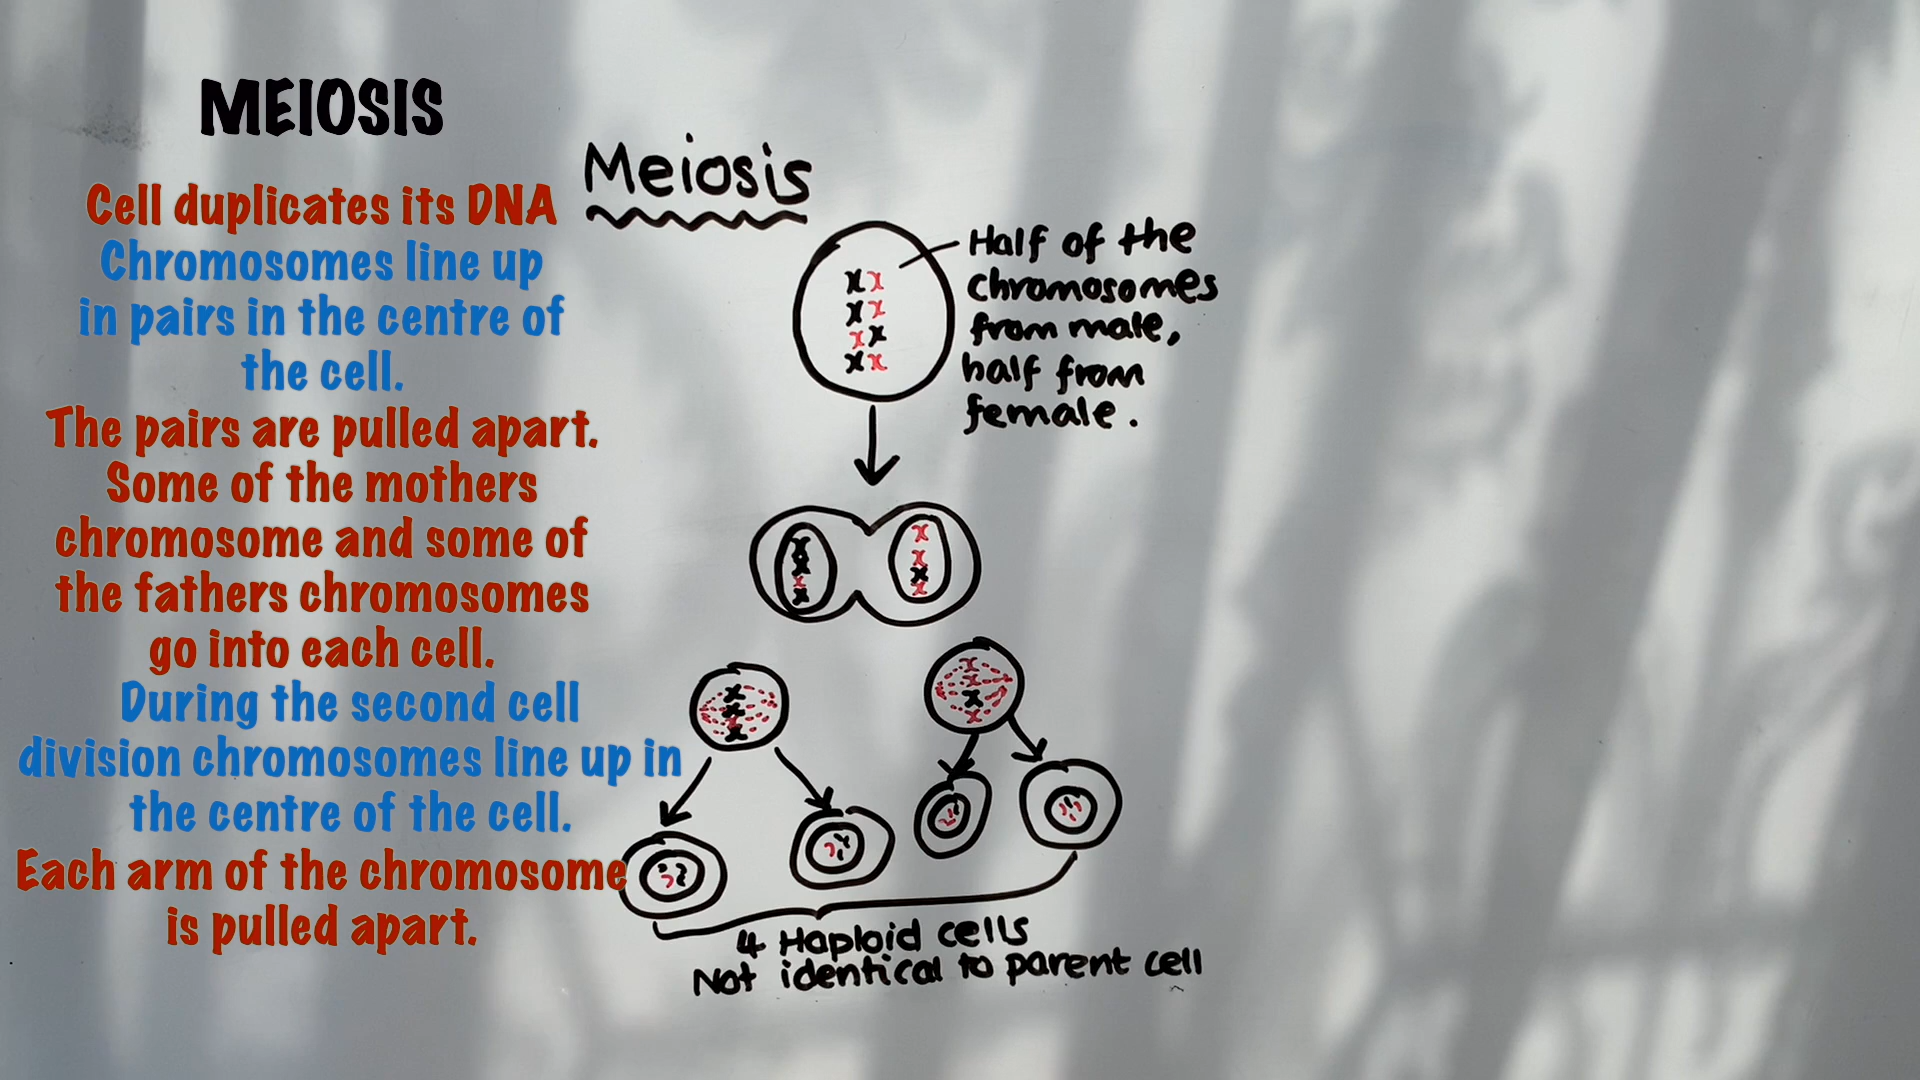 MEIOSIS
Cell duplicates its DNA
Chromosomes line up
in pairs in the centre of
the cell.
The pairs are pulled apart.
Some of the mothers
chromosome and some of
the fathers chromosomes
go into each cell.
During the second cell
division chromosomes line up in
the centre of the cell.
Each arm of the chromosome
is pulled apart.
Meiosis
Half of the
chromosomes
from male,
half from
female.
4 Haploid cells
Not identical to parent cell